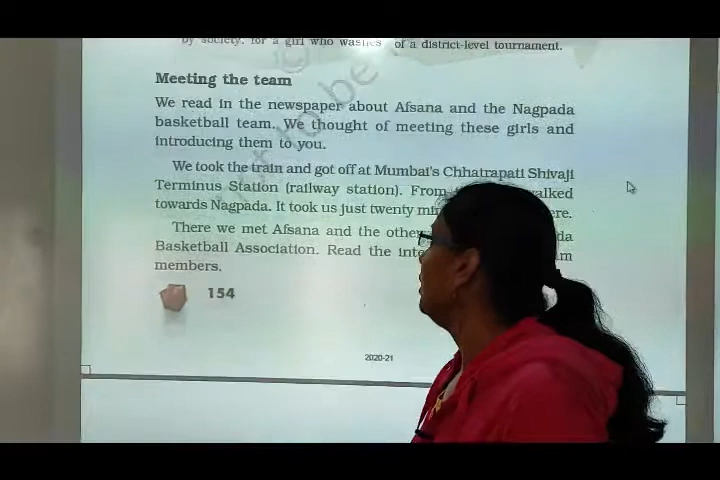 by society, for a girl who washes of a district-level tournament.
Meeting the team
We read in the newspaper about Afsana and the Nagpada
basketball team. We thought of meeting these girls and
introducing them to you.
We took the train and got off at Mumbai's Chhatrapati Shivaji
Terminus Station (railway station). From walked
towards Nagpada. It took us just twenty
There we met Afsana and the other
Basketball Association. Read the
members.
154
2020-21